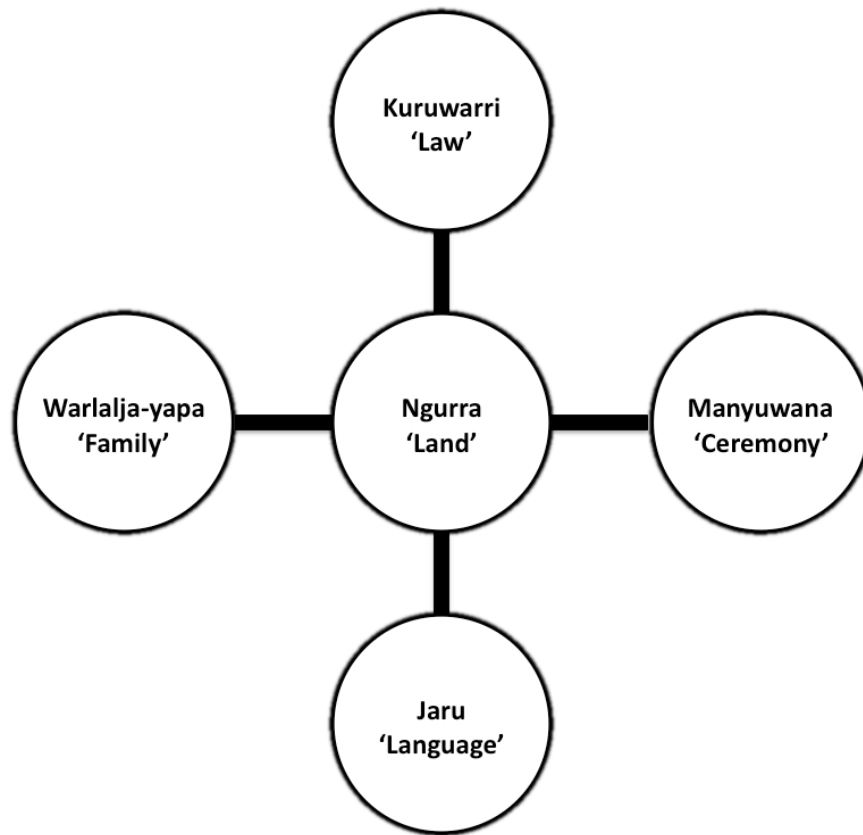 Kuruwarri
‘Law’
Warlalja-yapa
‘Family’
Ngurra
‘Land’
Manyuwana
‘Ceremony’
Jaru
‘Language’